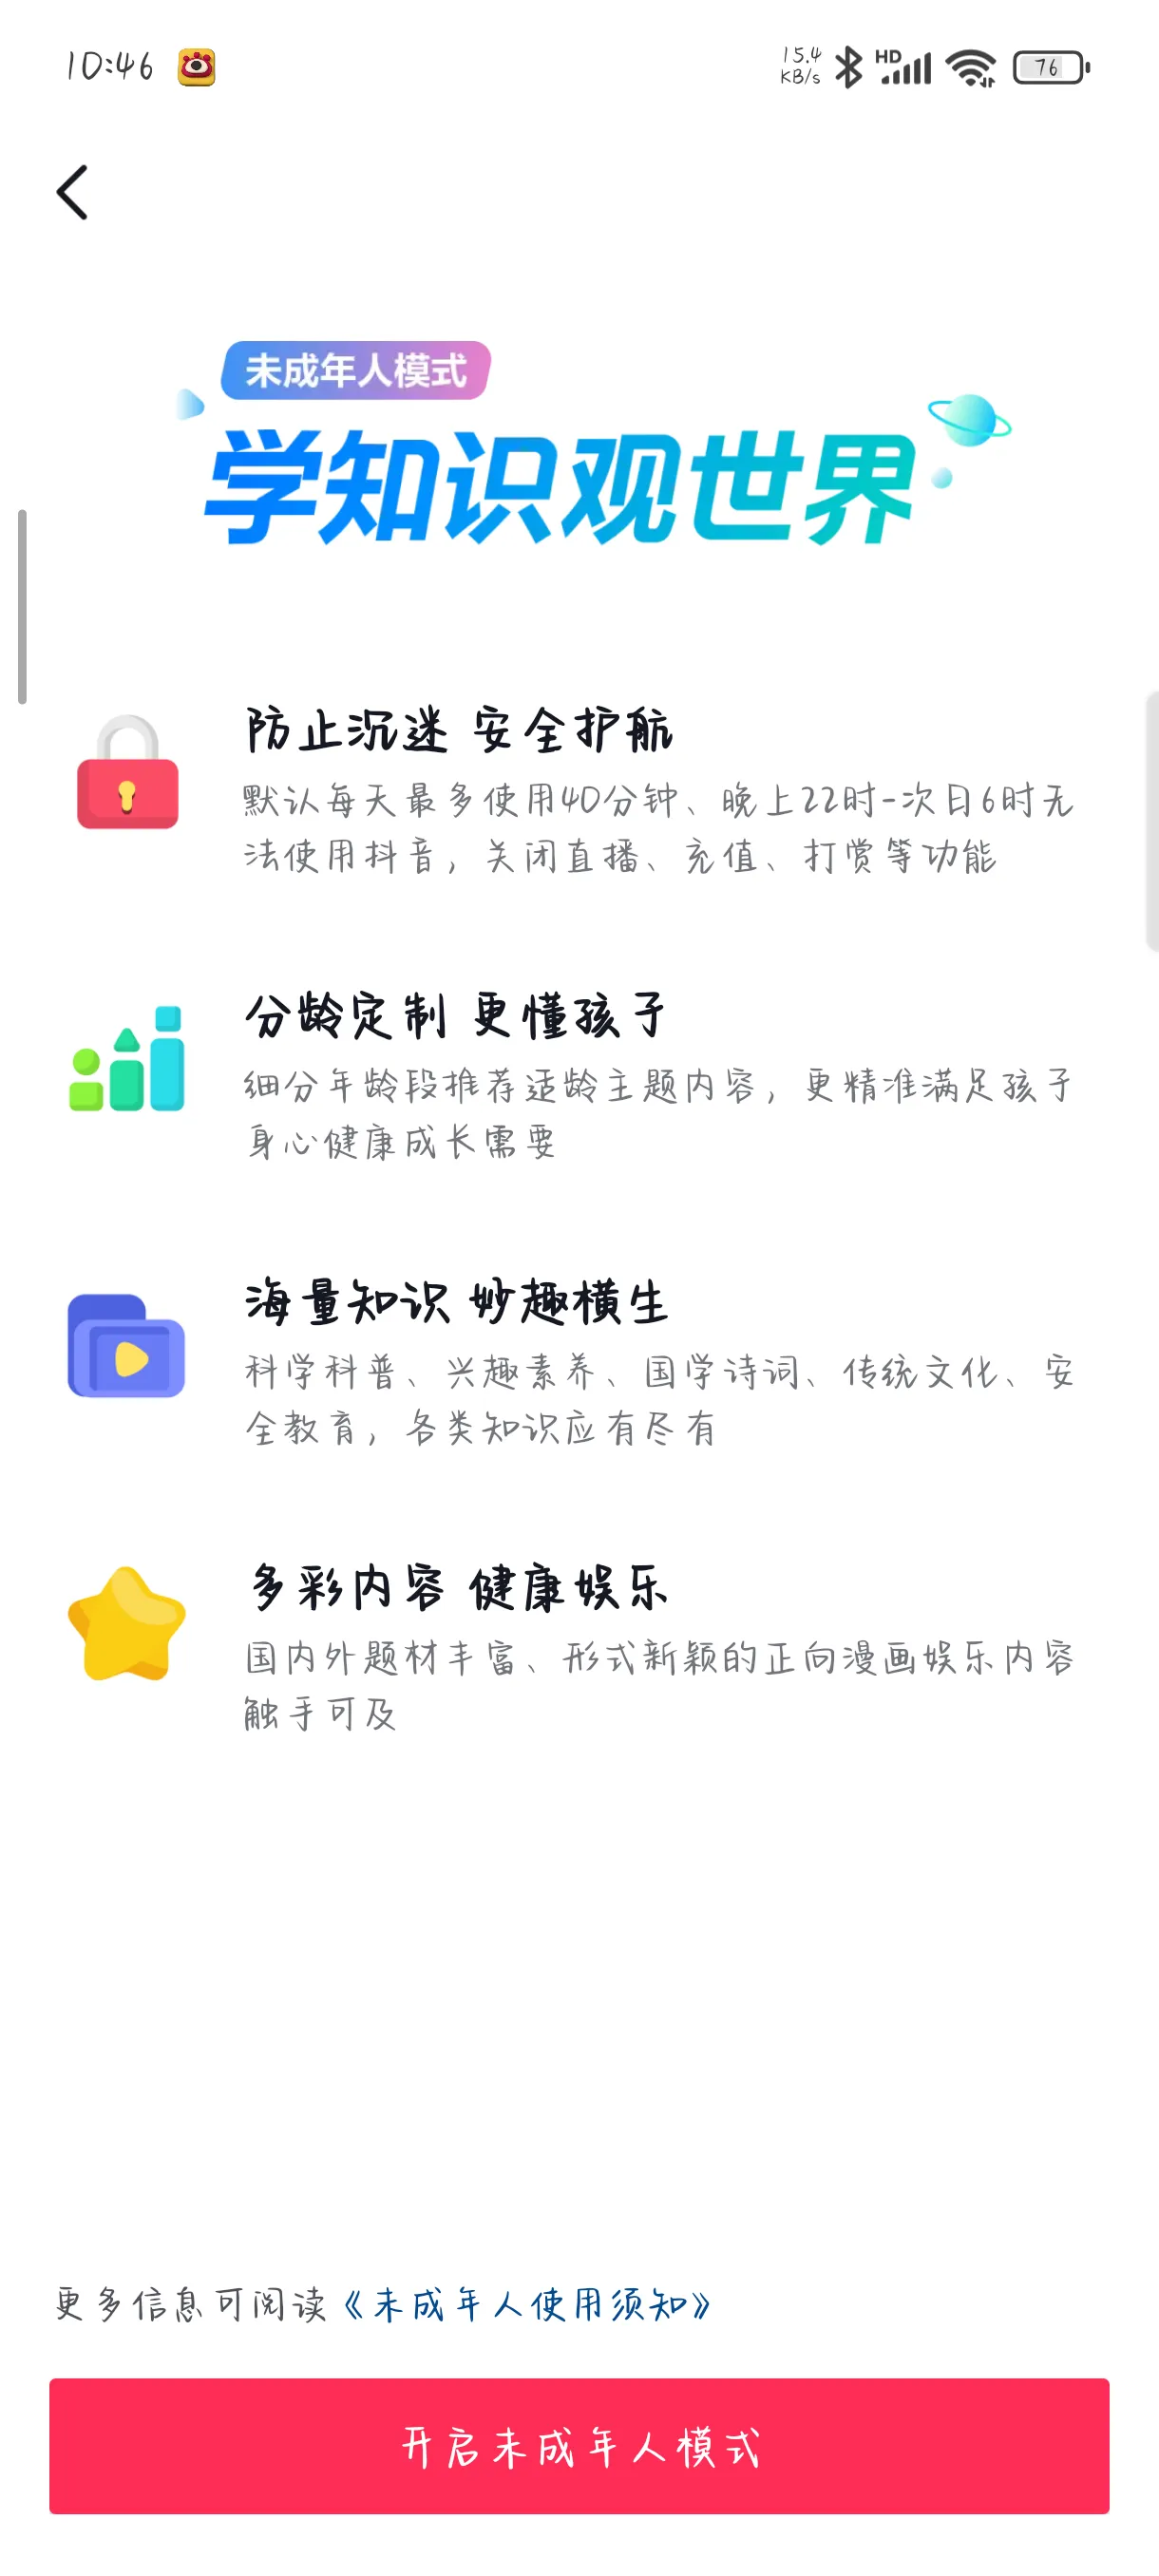 10:46
15.4
KB/s
HD
76
未成年人模式
学知识观世界
防止沉迷 安全护航
默认每天最多使用40分钟、晚上22时-次日6时无
法使用抖音，关闭直播、充值、打赏等功能
分龄定制 更懂孩子
细分年龄段推荐适龄主题内容，更精准满足孩子
身心健康成长需要
海量知识 妙趣横生
科学科普、兴趣素养、国学诗词、传统文化、安
全教育，各类知识应有尽有
多彩内容 健康娱乐
国内外题材丰富、形式新颖的正向漫画娱乐内容
触手可及
更多信息可阅读《未成年人使用须知》
开启未成年人模式